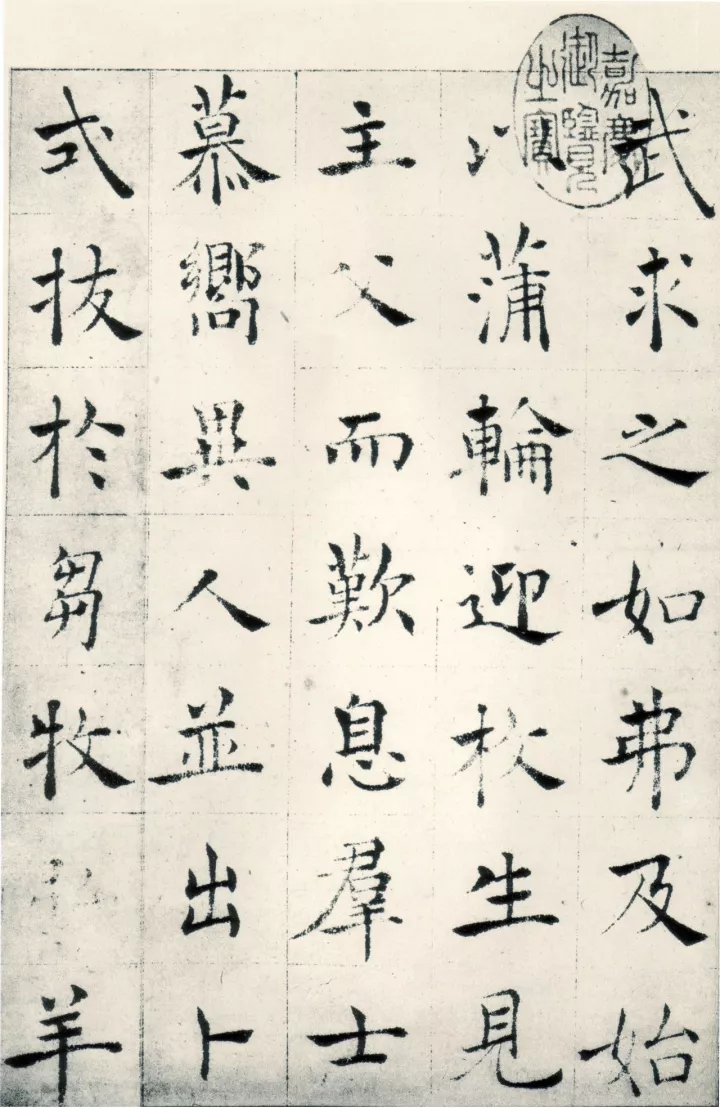 嘉慶御覽之寶
武求之如弗及始
以蒲輪迎枚生見
主父而歎息羣士
慕嚮異人並出卜
式拔於芻牧弘羊